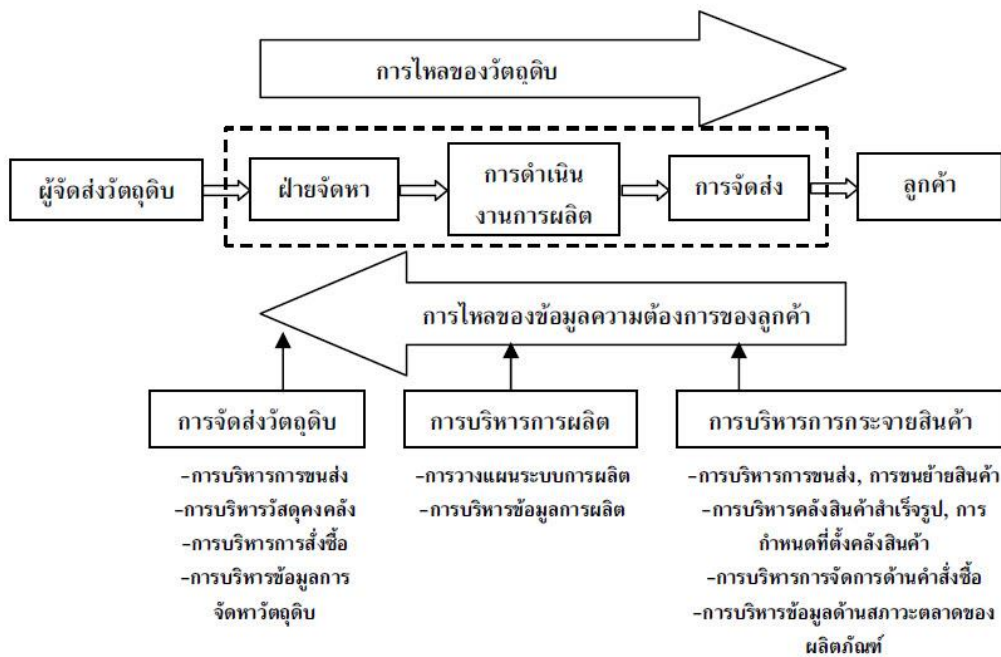 การไหลของวัตถุดิบ
ผู้จัดส่งวัตถุดิบ
ฝ่ายจัดหา
การดำเนิน
งานการผลิต
การจัดส่ง
ลูกค้า
การไหลของข้อมูลความต้องการของลูกค้า
การจัดส่งวัตถุดิบ
-การบริหารการขนส่ง
-การบริหารวัสดุคงคลัง
-การบริหารการสั่งซื้อ
-การบริหารข้อมูลการ
จัดหาวัตถุดิบ
การบริหารการผลิต
-การวางแผนระบบการผลิต
-การบริหารข้อมูลการผลิต
การบริหารการกระจายสินค้า
-การบริหารการขนส่ง, การขนย้ายสินค้า
-การบริหารคลังสินค้าสำเร็จรูป, การ
กำหนดที่ตั้งคลังสินค้า
-การบริหารการจัดการด้านคำสั่งซื้อ
-การบริหารข้อมูลด้านสภาวะตลาดของ
ผลิตภัณฑ์